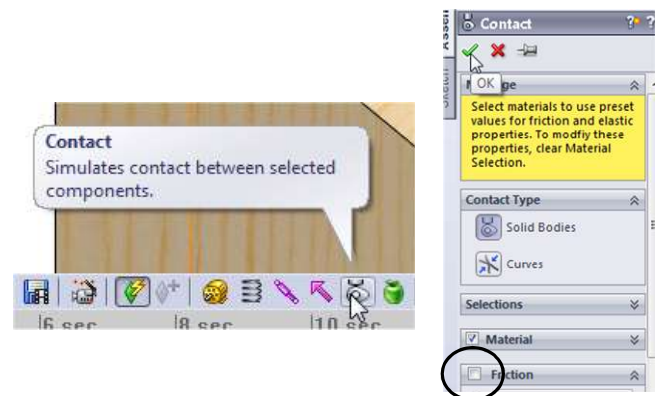 Contact
Simulates contact between selected
components.
6 sec
8 sec
10 sec
Contact
OK
Select materials to use preset
values for friction and elastic
properties. To modfiy these
properties, clear Material
Selection.
Contact Type
Solid Bodies
Curves
Selections
Material
Friction